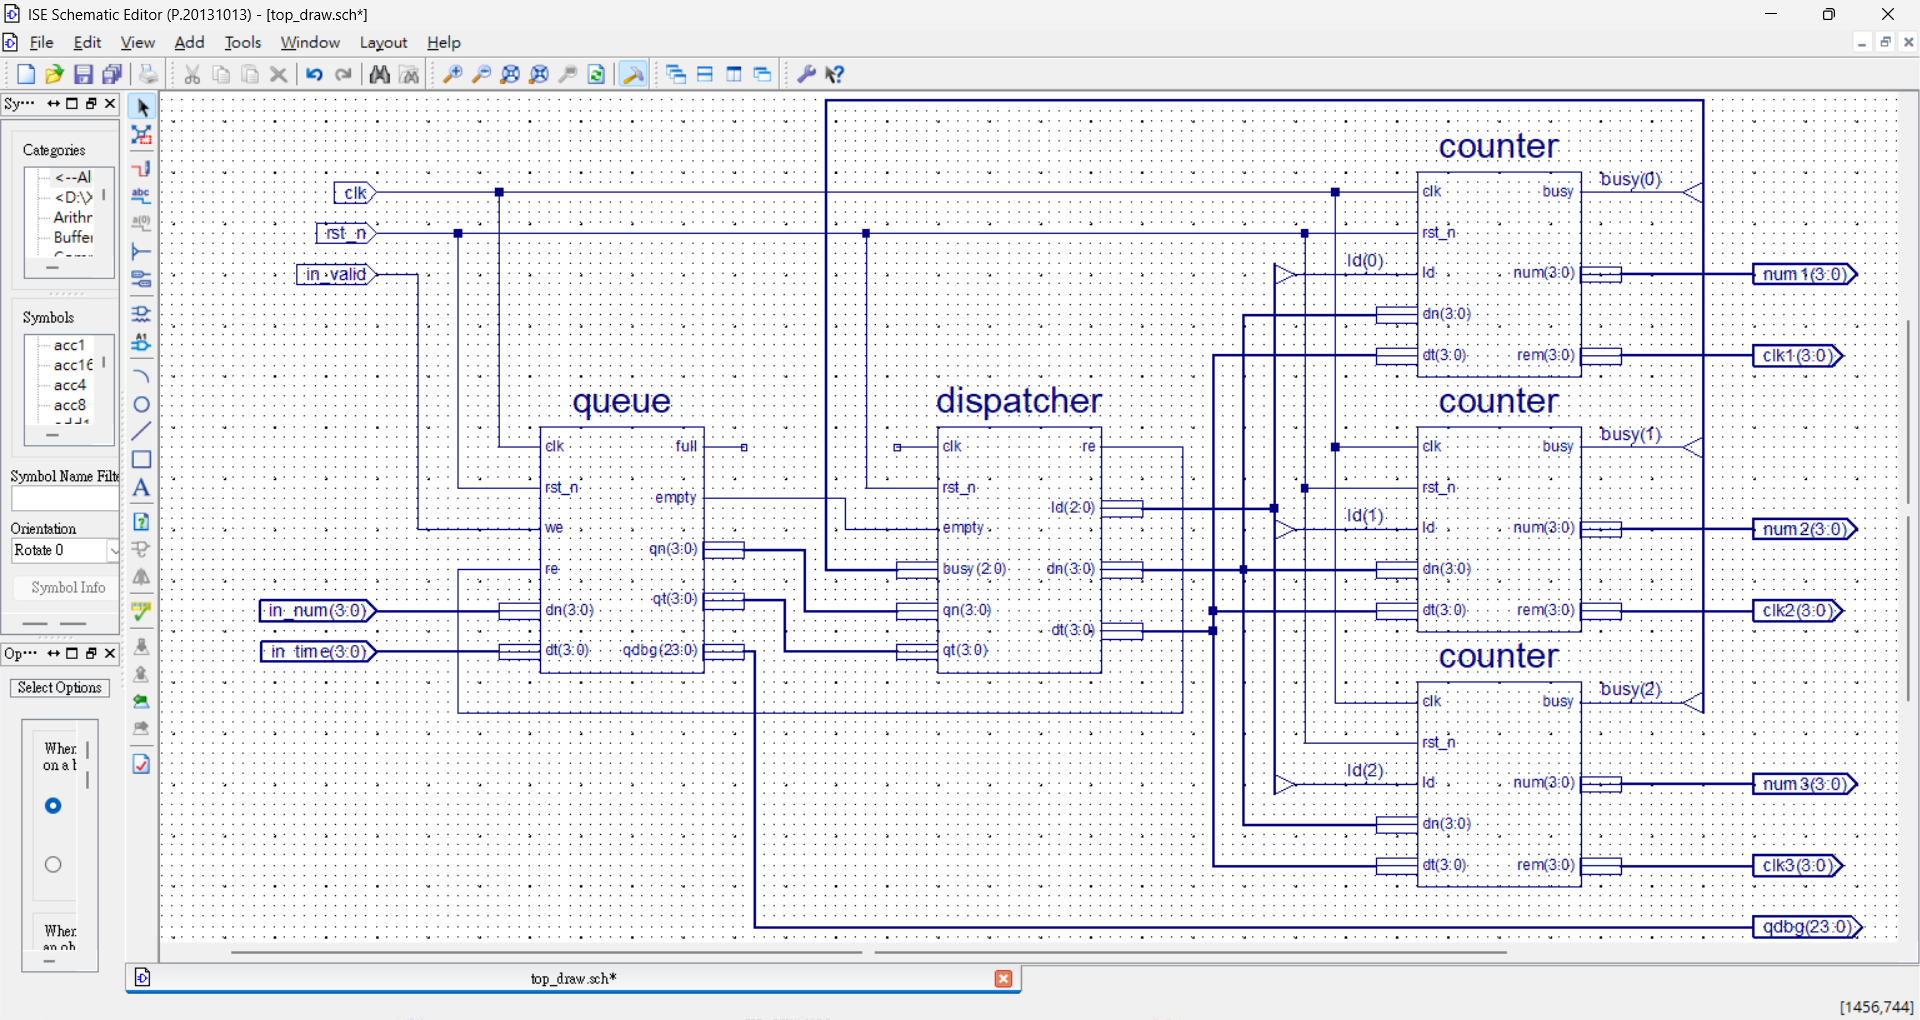 ISE Schematic Editor (P.20131013) - [top_draw.sch*]
File Edit View Add Tools Window Layout Help
Sy···
Categories
<--Al
<D:\X
Arithr
Buffer
Symbols
acc1
acc16
acc4
acc8
add1
Symbol Name Filte
Orientation
Rotate 0
Symbol Info
Op···
Select Options
When
on a b
When
an ob
abc
a(0)
A1
A
clk
rst_n
in_valid
in_num(3:0)
in_time(3:0)
queue
clk full
rst_n
empty
we
qn(3:0)
re
qt(3:0)
dn(3:0)
dt(3:0) qdbg(23:0)
dispatcher
clk re
rst_n
ld(2:0)
empty
busy(2:0) dn(3:0)
qn(3:0)
dt(3:0)
qt(3:0)
counter
clk busy busy(0)
rst_n
ld(0) ld num(3:0) num1(3:0)
dn(3:0)
dt(3:0) rem(3:0) clk1(3:0)
counter
clk busy busy(1)
rst_n
ld(1) ld num(3:0) num2(3:0)
dn(3:0)
dt(3:0) rem(3:0) clk2(3:0)
counter
clk busy busy(2)
rst_n
ld(2) ld num(3:0) num3(3:0)
dn(3:0)
dt(3:0) rem(3:0) clk3(3:0)
qdbg(23:0)
top_draw.sch*
[1456,744]